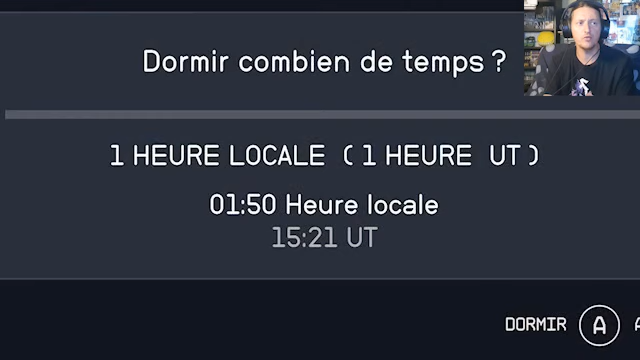 Dormir combien de temps ?
1 HEURE LOCALE ( 1 HEURE UT )
01:50 Heure locale
15:21 UT
DORMIR A